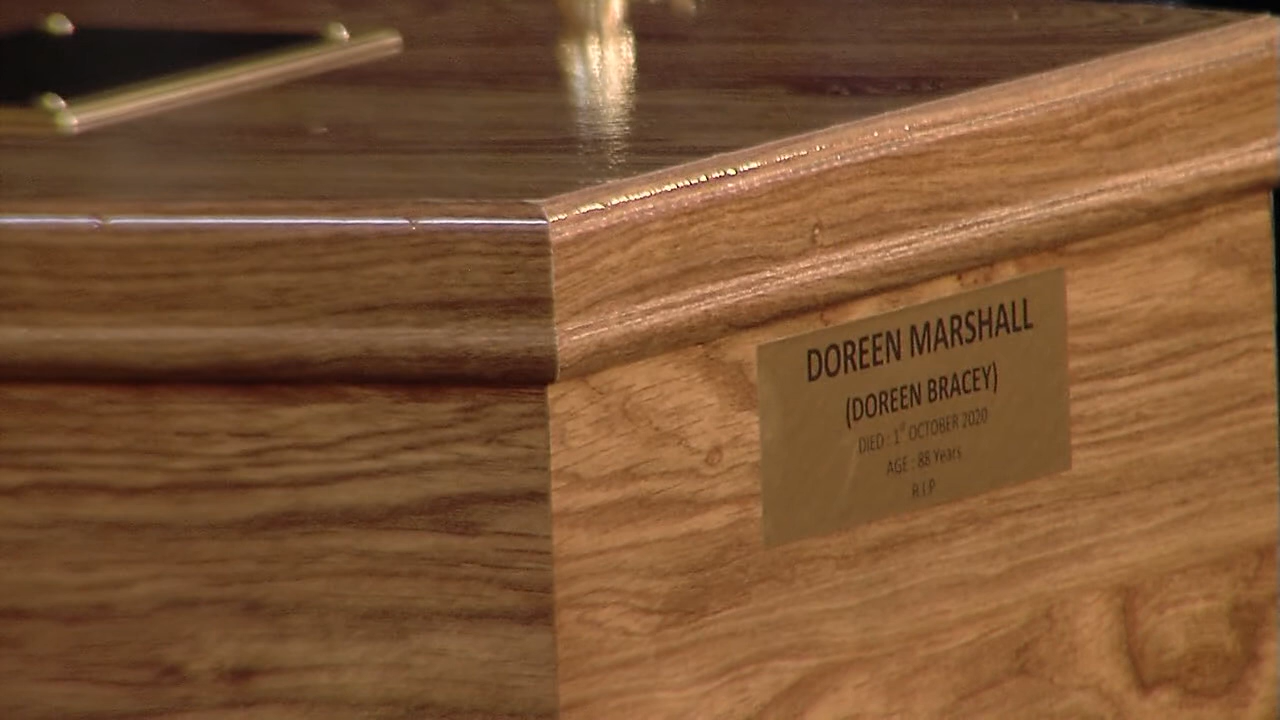 DOREEN MARSHALL
(DOREEN BRACEY)
DIED : 1st OCTOBER 2020
AGE : 88 Years
R.I.P